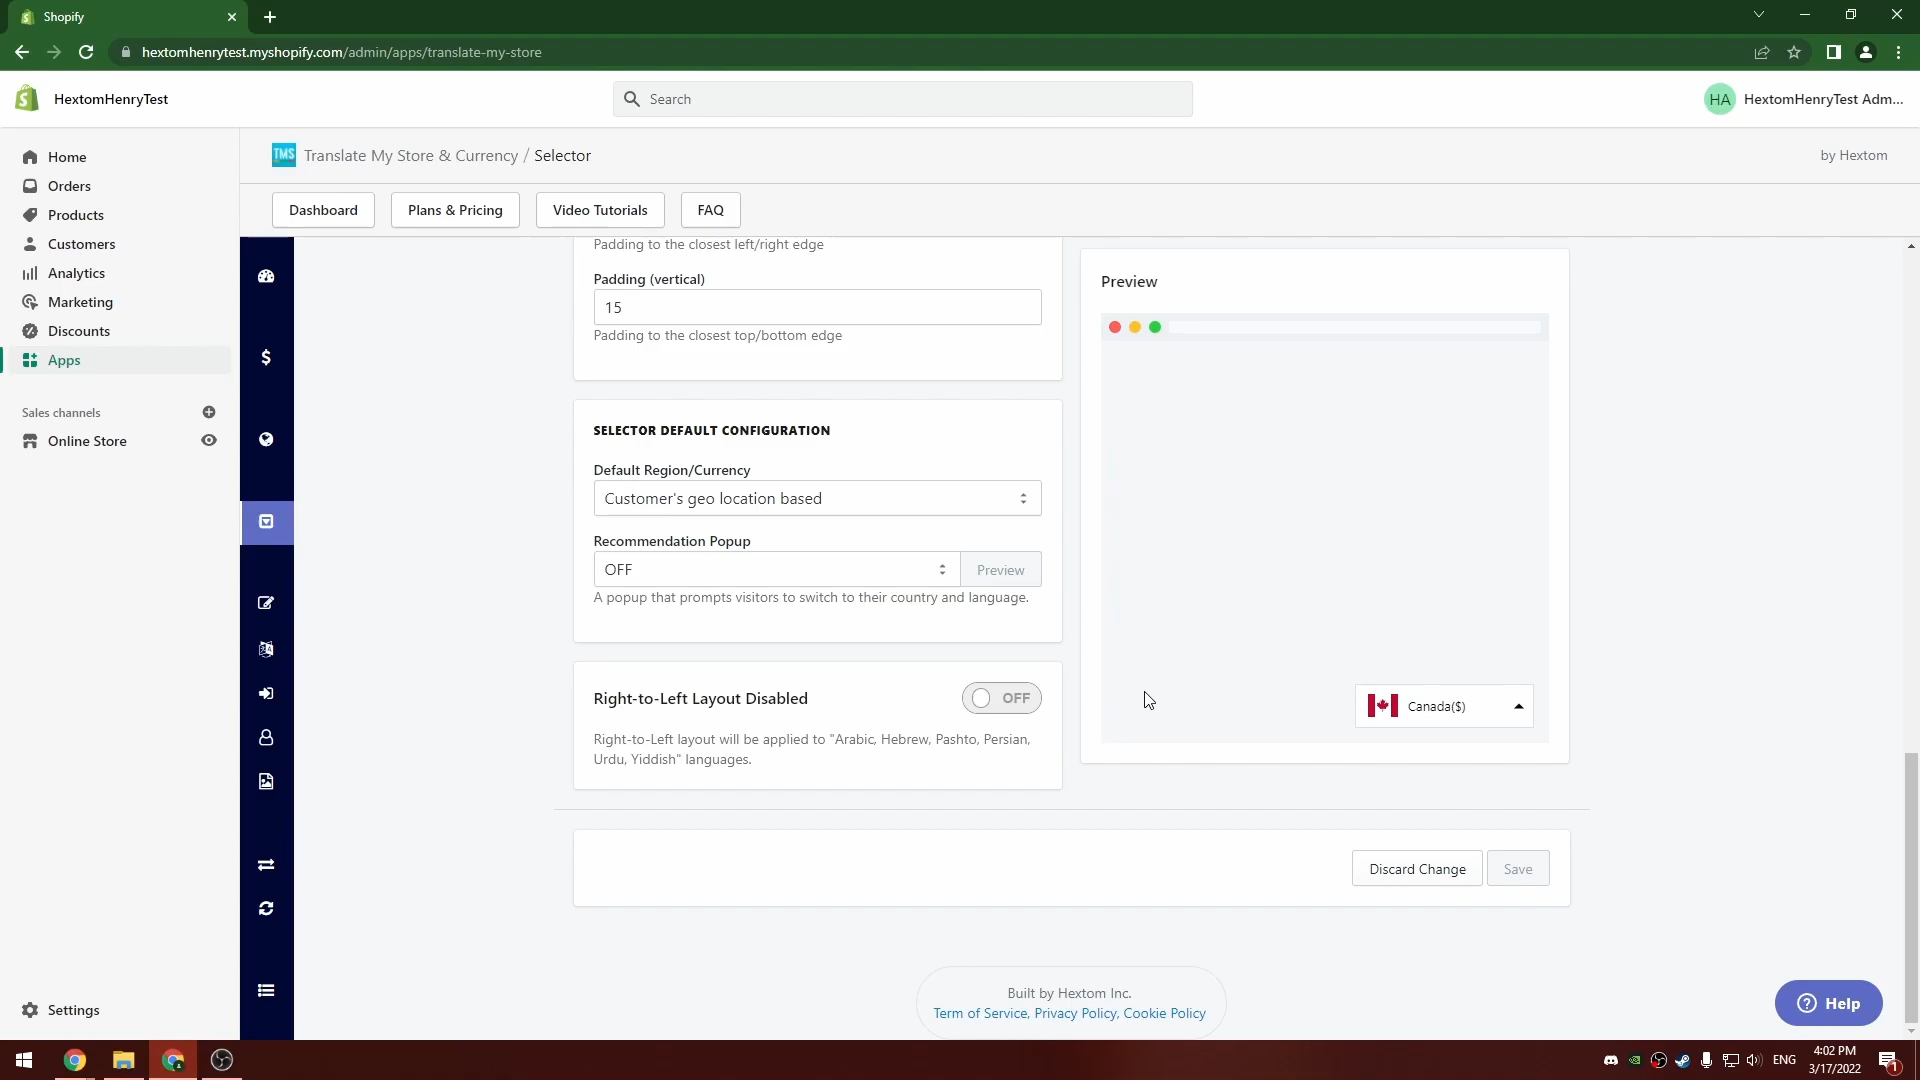 Shopify
hextomhenrytest.myshopify.com/admin/apps/translate-my-store
HextomHenryTest
Search
HA
HextomHenryTest Adm...
Home
Orders
Products
Customers
Analytics
Marketing
Discounts
Apps
Sales channels
Online Store
Settings
TMS
Translate My Store & Currency / Selector
by Hextom
Dashboard
Plans & Pricing
Video Tutorials
FAQ
Padding to the closest left/right edge
Padding (vertical)
15
Padding to the closest top/bottom edge
SELECTOR DEFAULT CONFIGURATION
Default Region/Currency
Customer's geo location based
Recommendation Popup
OFF
Preview
A popup that prompts visitors to switch to their country and language.
Right-to-Left Layout Disabled
OFF
Right-to-Left layout will be applied to "Arabic, Hebrew, Pashto, Persian,
Urdu, Yiddish" languages.
Preview
Canada($)
Discard Change
Save
Built by Hextom Inc.
Term of Service, Privacy Policy, Cookie Policy
Help
ENG
4:02 PM
3/17/2022
1